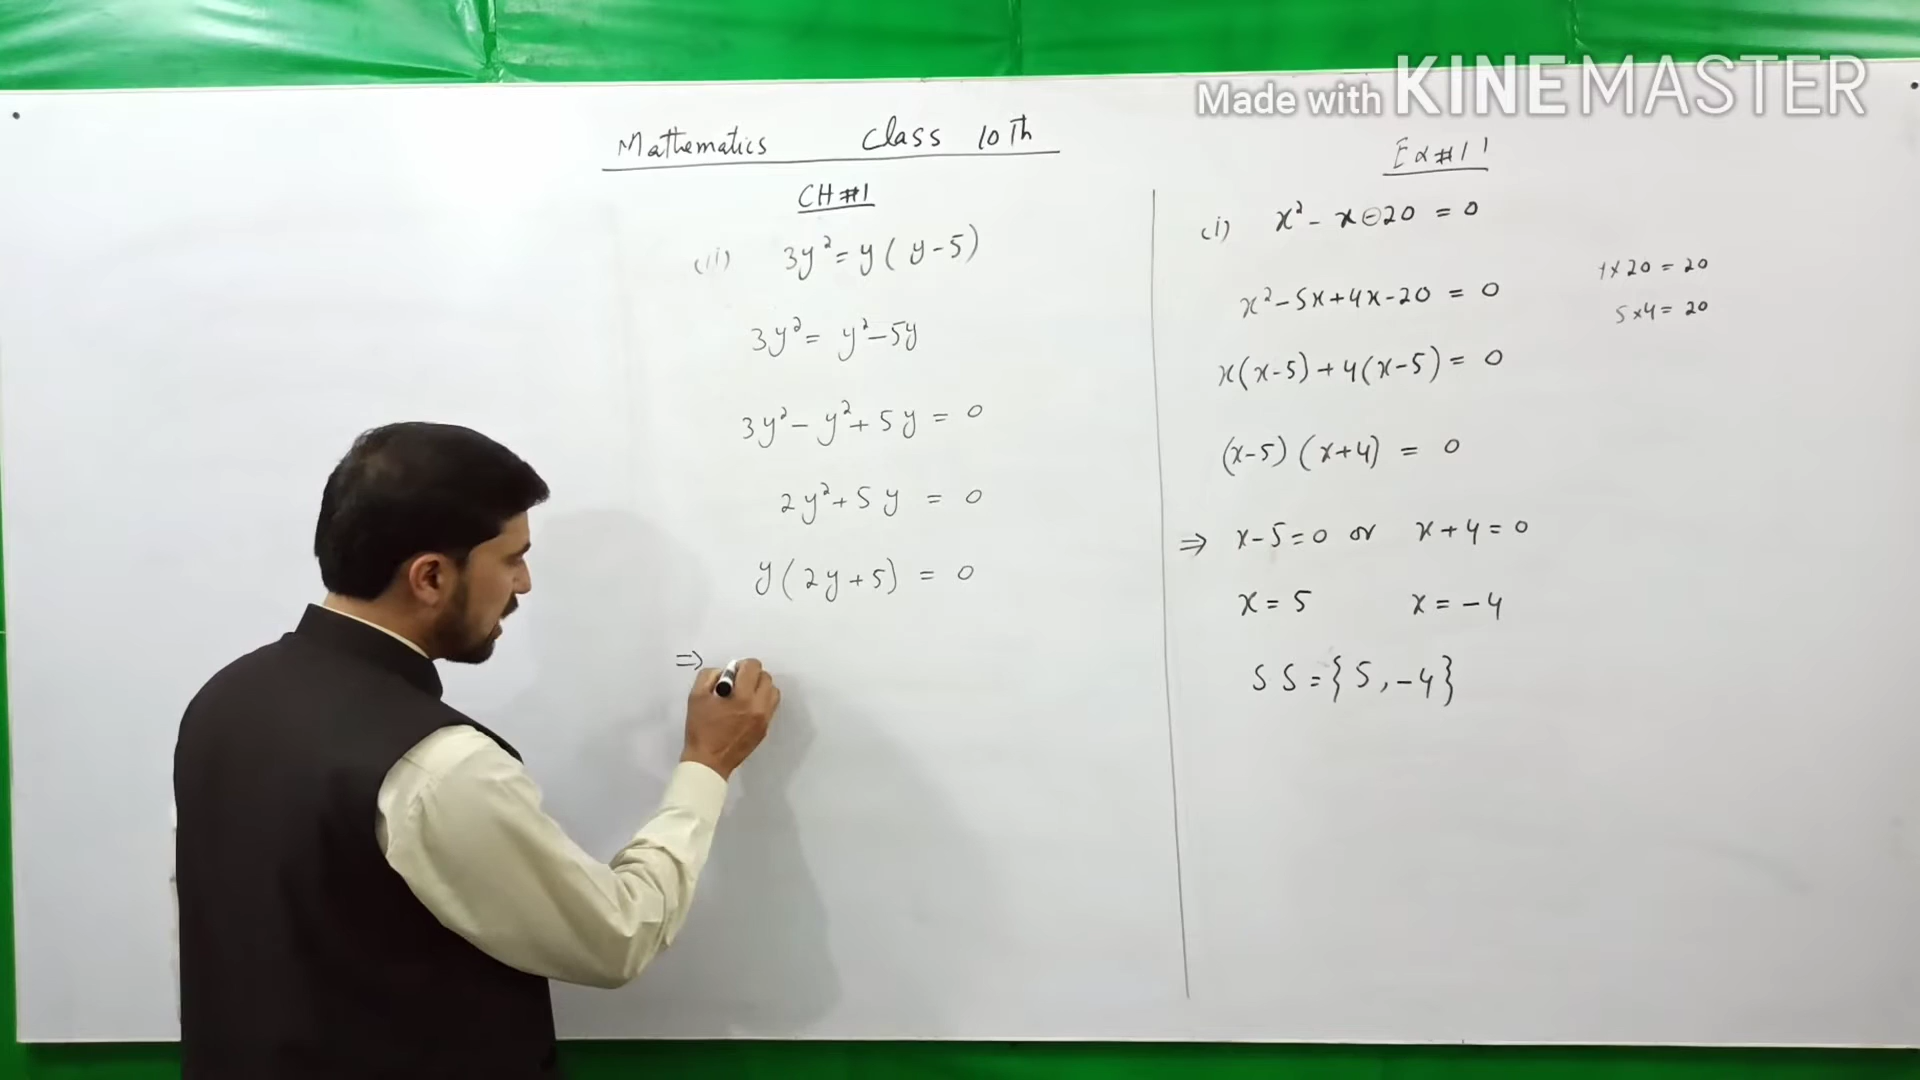 Made with KINEMASTER
Mathematics Class 10th
CH#1
(ii) 3y² = y(y-5)
3y² = y²-5y
3y² - y² + 5y = 0
2y² + 5y = 0
y(2y+5) = 0
⇒
Ex#1.1
(i) x² - x - 20 = 0
x² - 5x + 4x - 20 = 0
1×20 = 20
5×4 = 20
x(x-5) + 4(x-5) = 0
(x-5)(x+4) = 0
⇒ x-5=0 or x+4=0
x = 5 x = -4
SS = {5, -4}